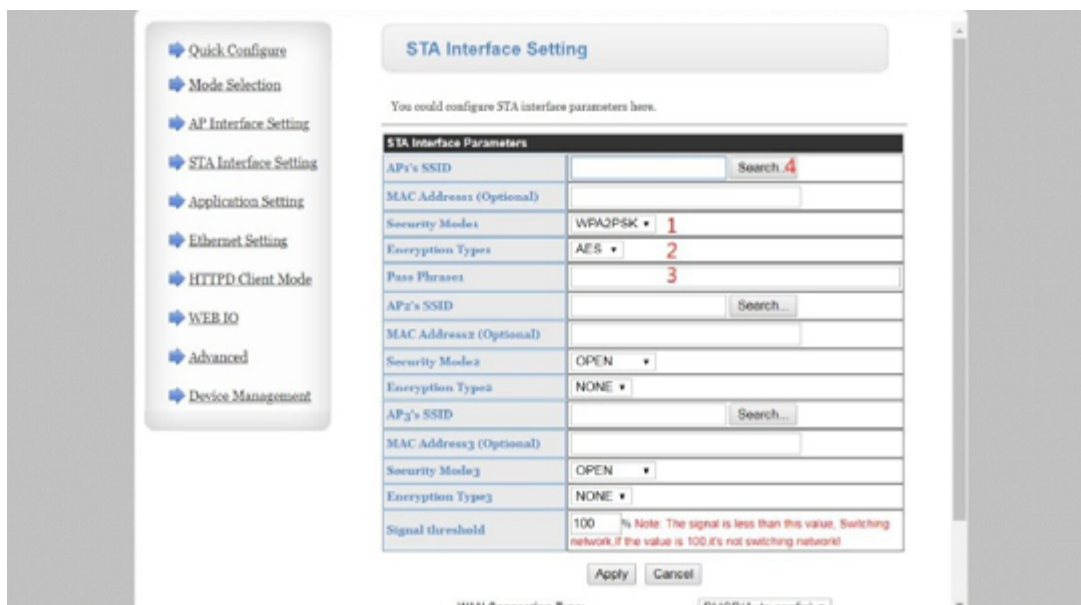 Quick Configure
Mode Selection
AP Interface Setting
STA Interface Setting
Application Setting
Ethernet Setting
HTTPD Client Mode
WEB IO
Advanced
Device Management
STA Interface Setting
You could configure STA interface parameters here.
STA Interface Parameters
AP1's SSID Search.. 4
MAC Address1 (Optional)
Security Mode1 WPA2PSK 1
Encryption Type1 AES 2
Pass Phrase1 3
AP2's SSID Search...
MAC Address2 (Optional)
Security Mode2 OPEN
Encryption Type2 NONE
AP3's SSID Search...
MAC Address3 (Optional)
Security Mode3 OPEN
Encryption Type3 NONE
Signal threshold 100 % Note: The signal is less than this value, Switching
network,If the value is 100,it's not switching network!
Apply Cancel